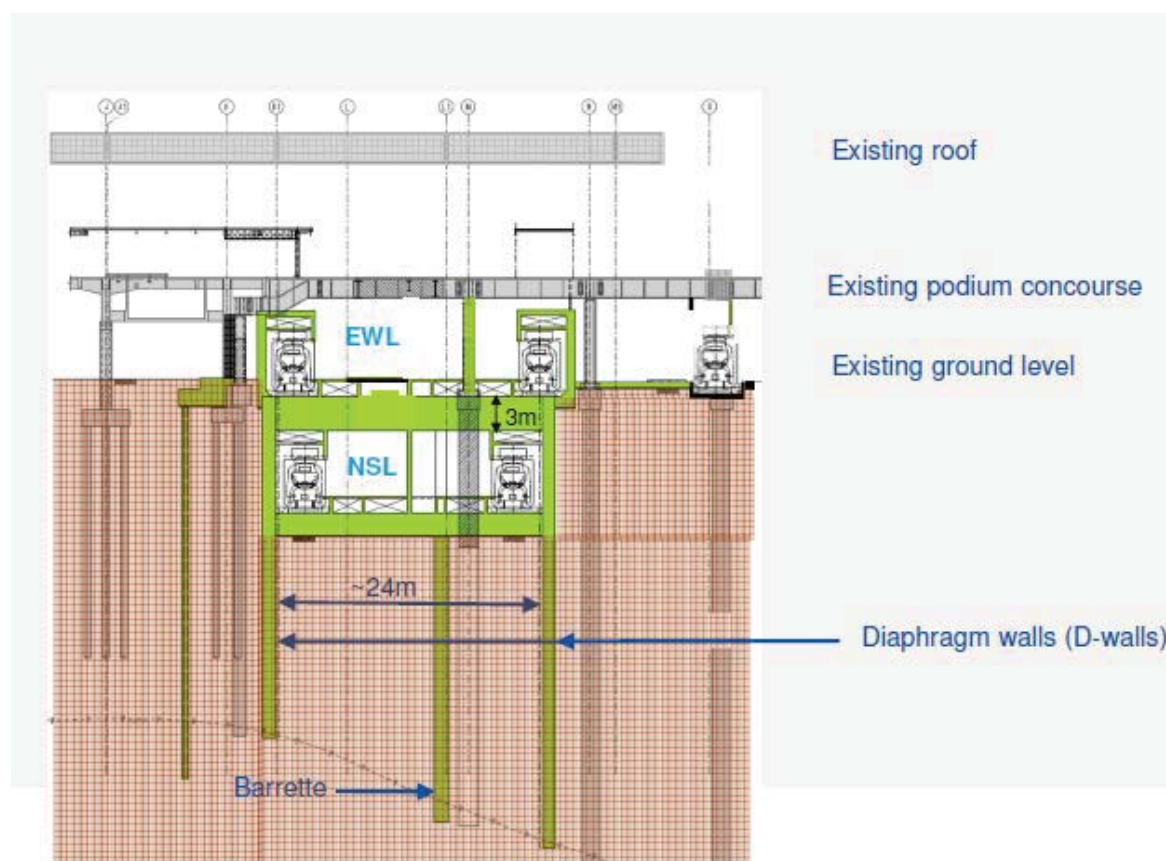 Existing roof
Existing podium concourse
EWL
Existing ground level
3m
NSL
~24m
Diaphragm walls (D-walls)
Barrette